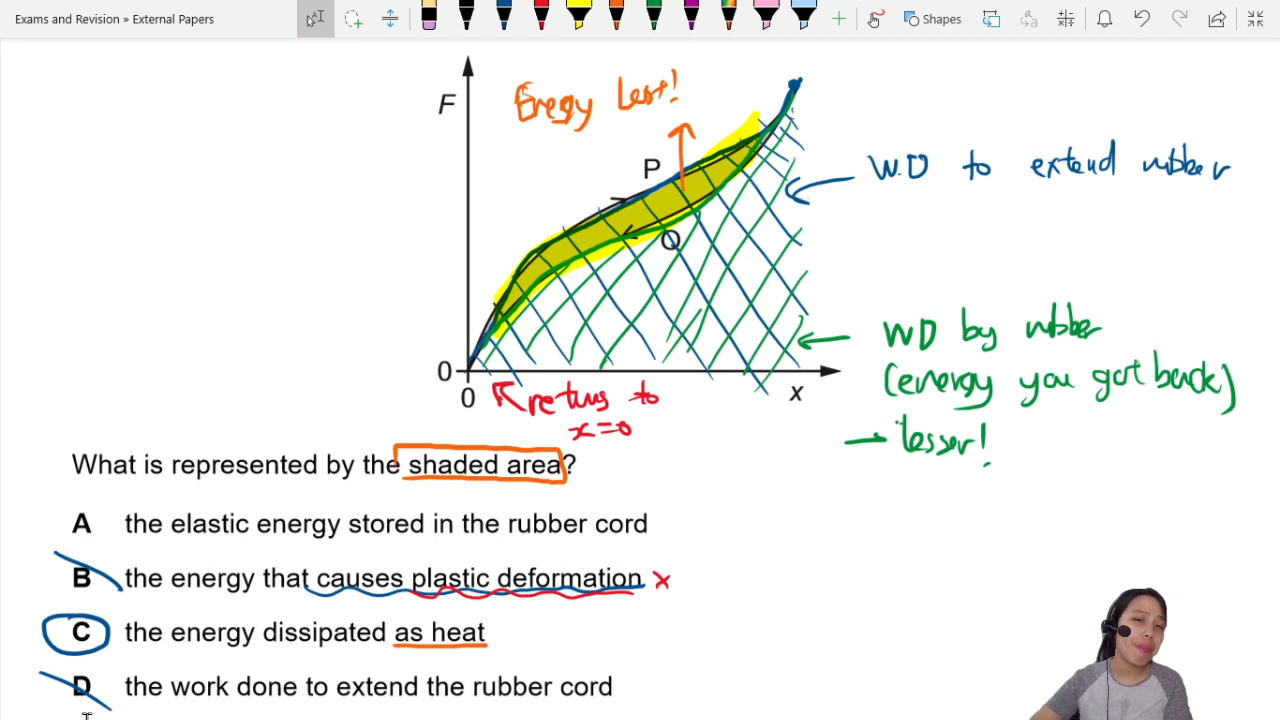 Exams and Revision » External Papers
Shapes
F
Energy Lost!
P
W.D to extend rubber
Q
WD by rubber
(energy you got back)
→ lesser!
0
0
x
returns to
x=0
What is represented by the shaded area?
A the elastic energy stored in the rubber cord
B the energy that causes plastic deformation x
C the energy dissipated as heat
D the work done to extend the rubber cord